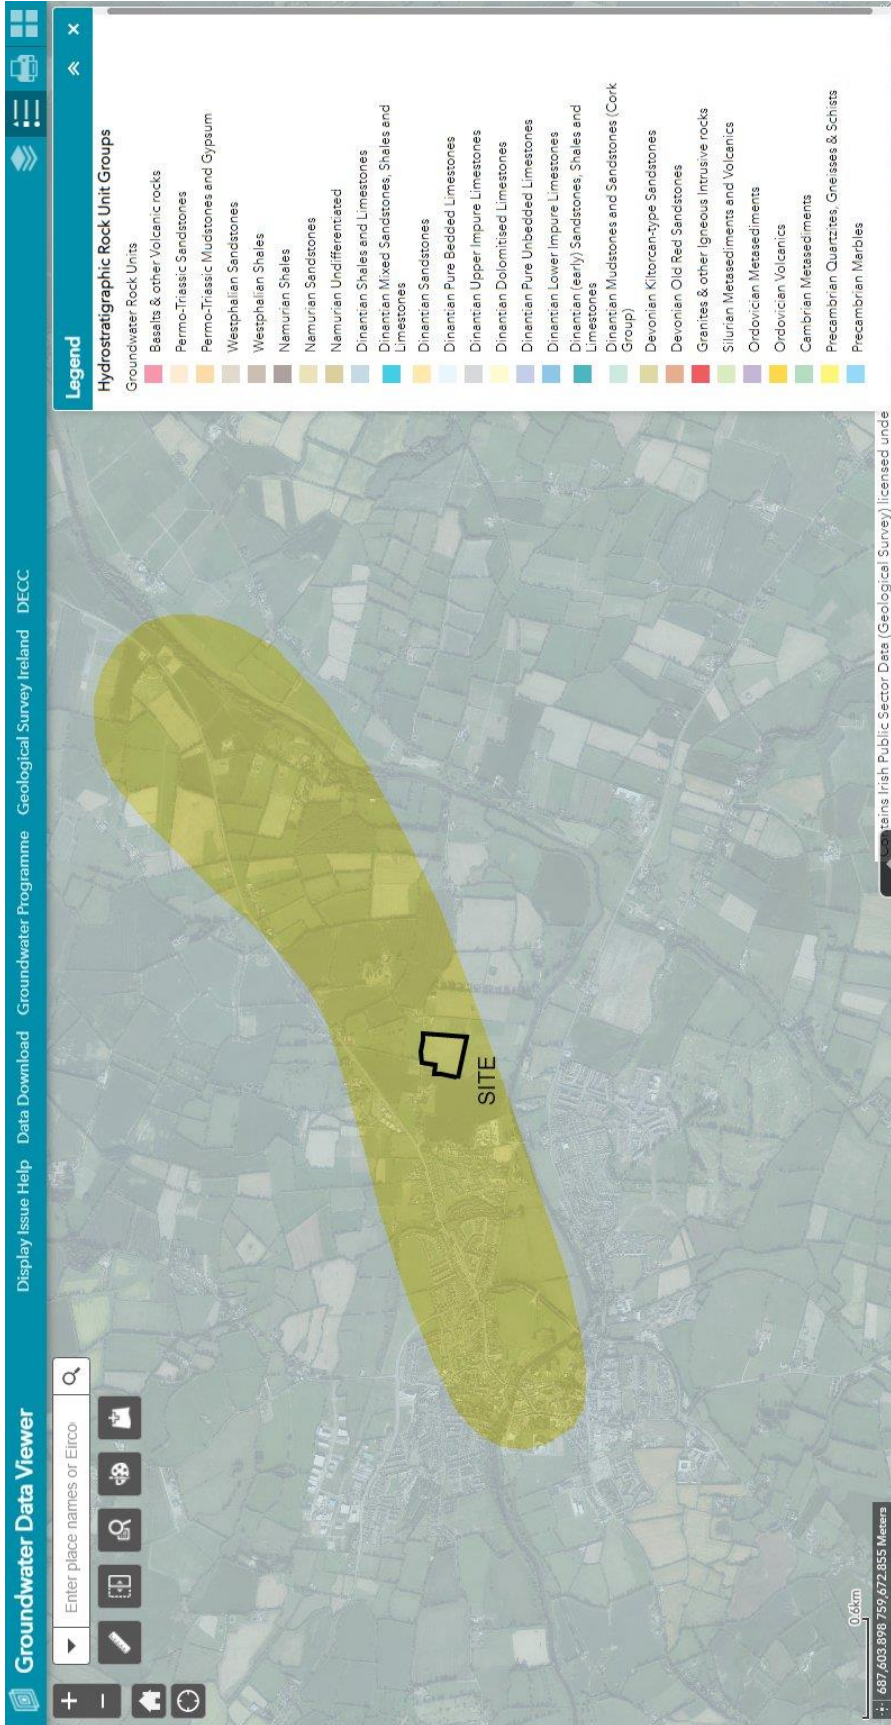 Groundwater Data Viewer
Display Issue Help
Data Download
Groundwater Programme
Geological Survey Ireland
DECC
Enter place names or Eirco
Legend
Hydrostratigraphic Rock Unit Groups
Groundwater Rock Units
Basalts & other Volcanic rocks
Permo-Triassic Sandstones
Permo-Triassic Mudstones and Gypsum
Westphalian Sandstones
Westphalian Shales
Namurian Shales
Namurian Sandstones
Namurian Undifferentiated
Dinantian Shales and Limestones
Dinantian Mixed Sandstones, Shales and
Limestones
Dinantian Sandstones
Dinantian Pure Bedded Limestones
Dinantian Upper Impure Limestones
Dinantian Dolomitised Limestones
Dinantian Pure Unbedded Limestones
Dinantian Lower Impure Limestones
Dinantian (early) Sandstones, Shales and
Limestones
Dinantian Mudstones and Sandstones (Cork
Group)
Devonian Kiltorcan-type Sandstones
Devonian Old Red Sandstones
Granites & other Igneous Intrusive rocks
Silurian Metasediments and Volcanics
Ordovician Metasediments
Ordovician Volcanics
Cambrian Metasediments
Precambrian Quartzites, Gneisses & Schists
Precambrian Marbles
SITE
0.6km
687,603.898 759,672.855 Meters
tains Irish Public Sector Data (Geological Survey) licensed unde